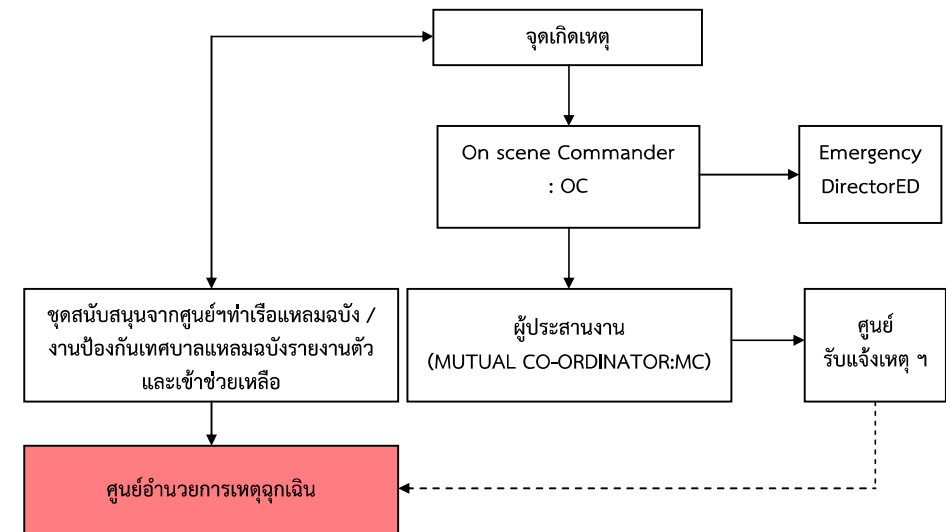 จุดเกิดเหตุ
On scene Commander
: OC
Emergency
DirectorED
ชุดสนับสนุนจากศูนย์ฯท่าเรือแหลมฉบัง /
งานป้องกันเทศบาลแหลมฉบังรายงานตัว
และเข้าช่วยเหลือ
ผู้ประสานงาน
(MUTUAL CO-ORDINATOR:MC)
ศูนย์
รับแจ้งเหตุ ฯ
ศูนย์อำนวยการเหตุฉุกเฉิน